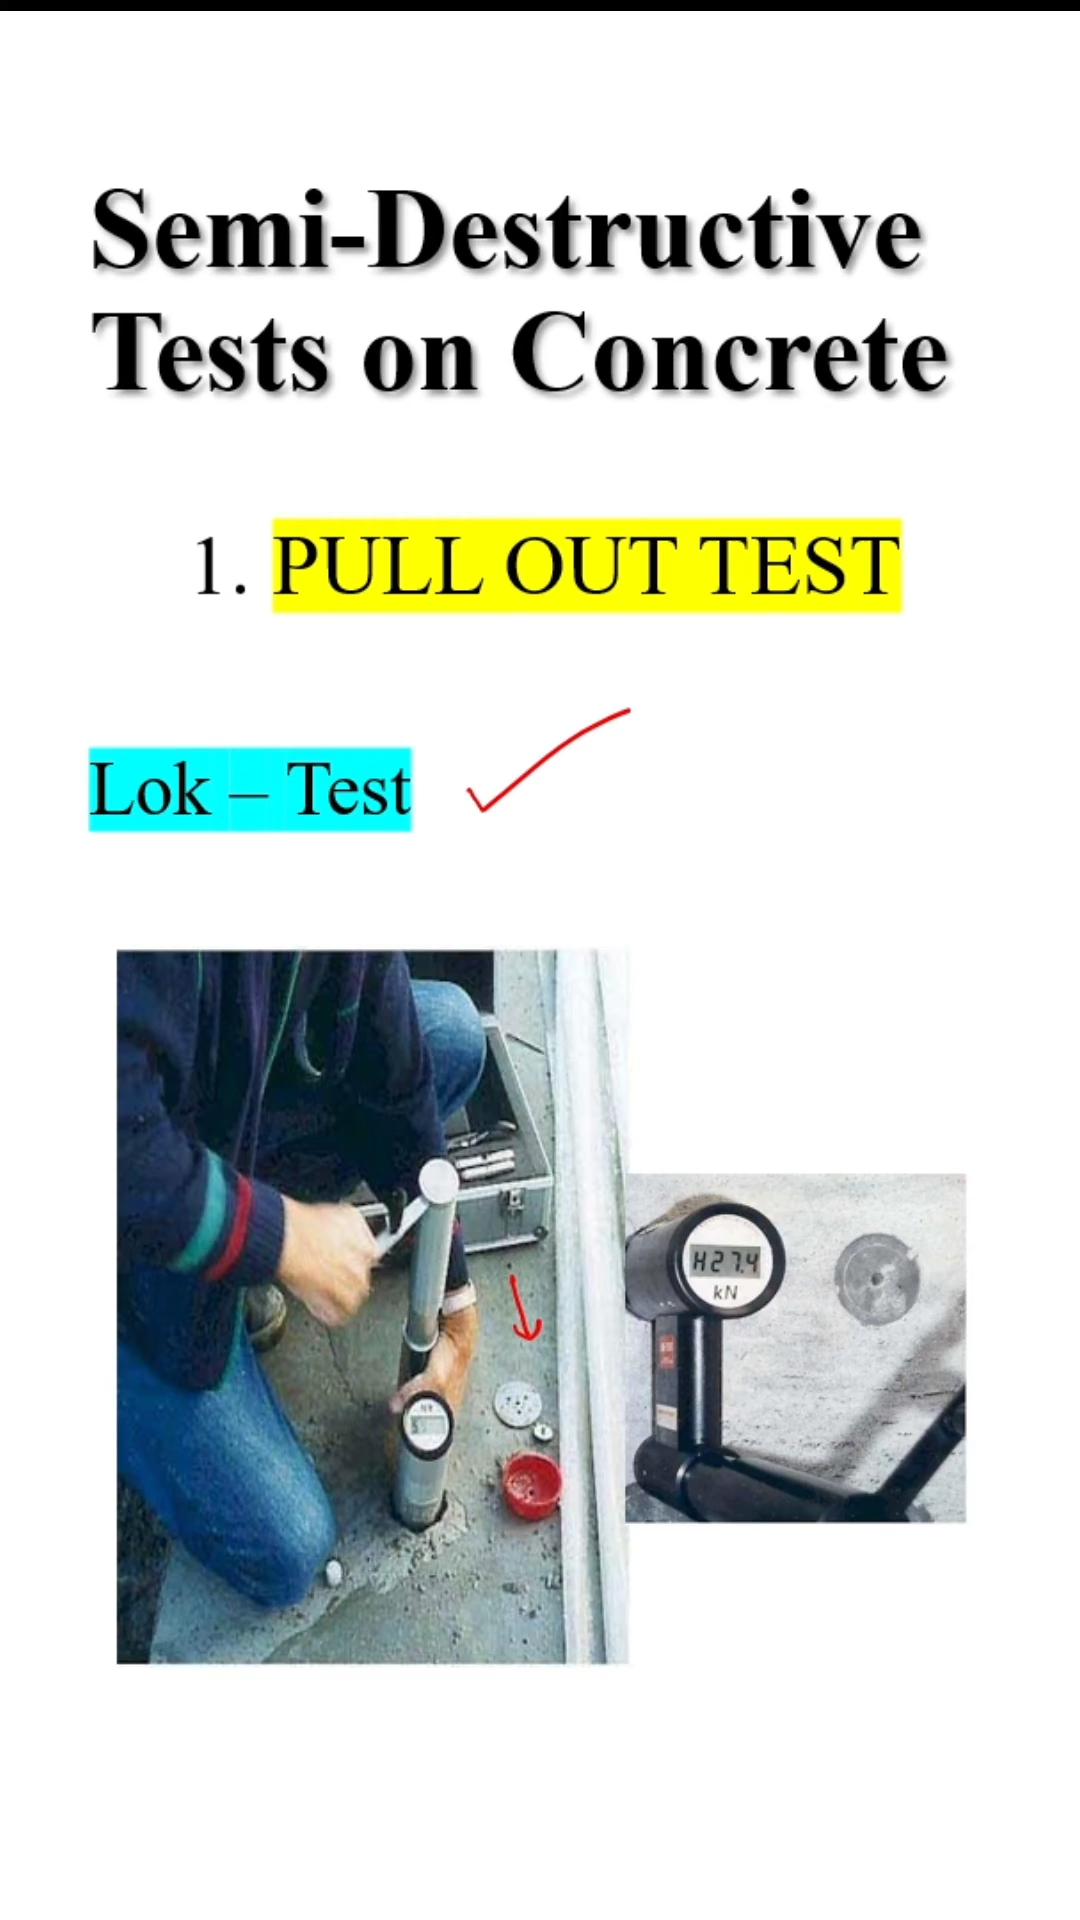 Semi-Destructive
Tests on Concrete
1. PULL OUT TEST
Lok – Test
H27.4
kN